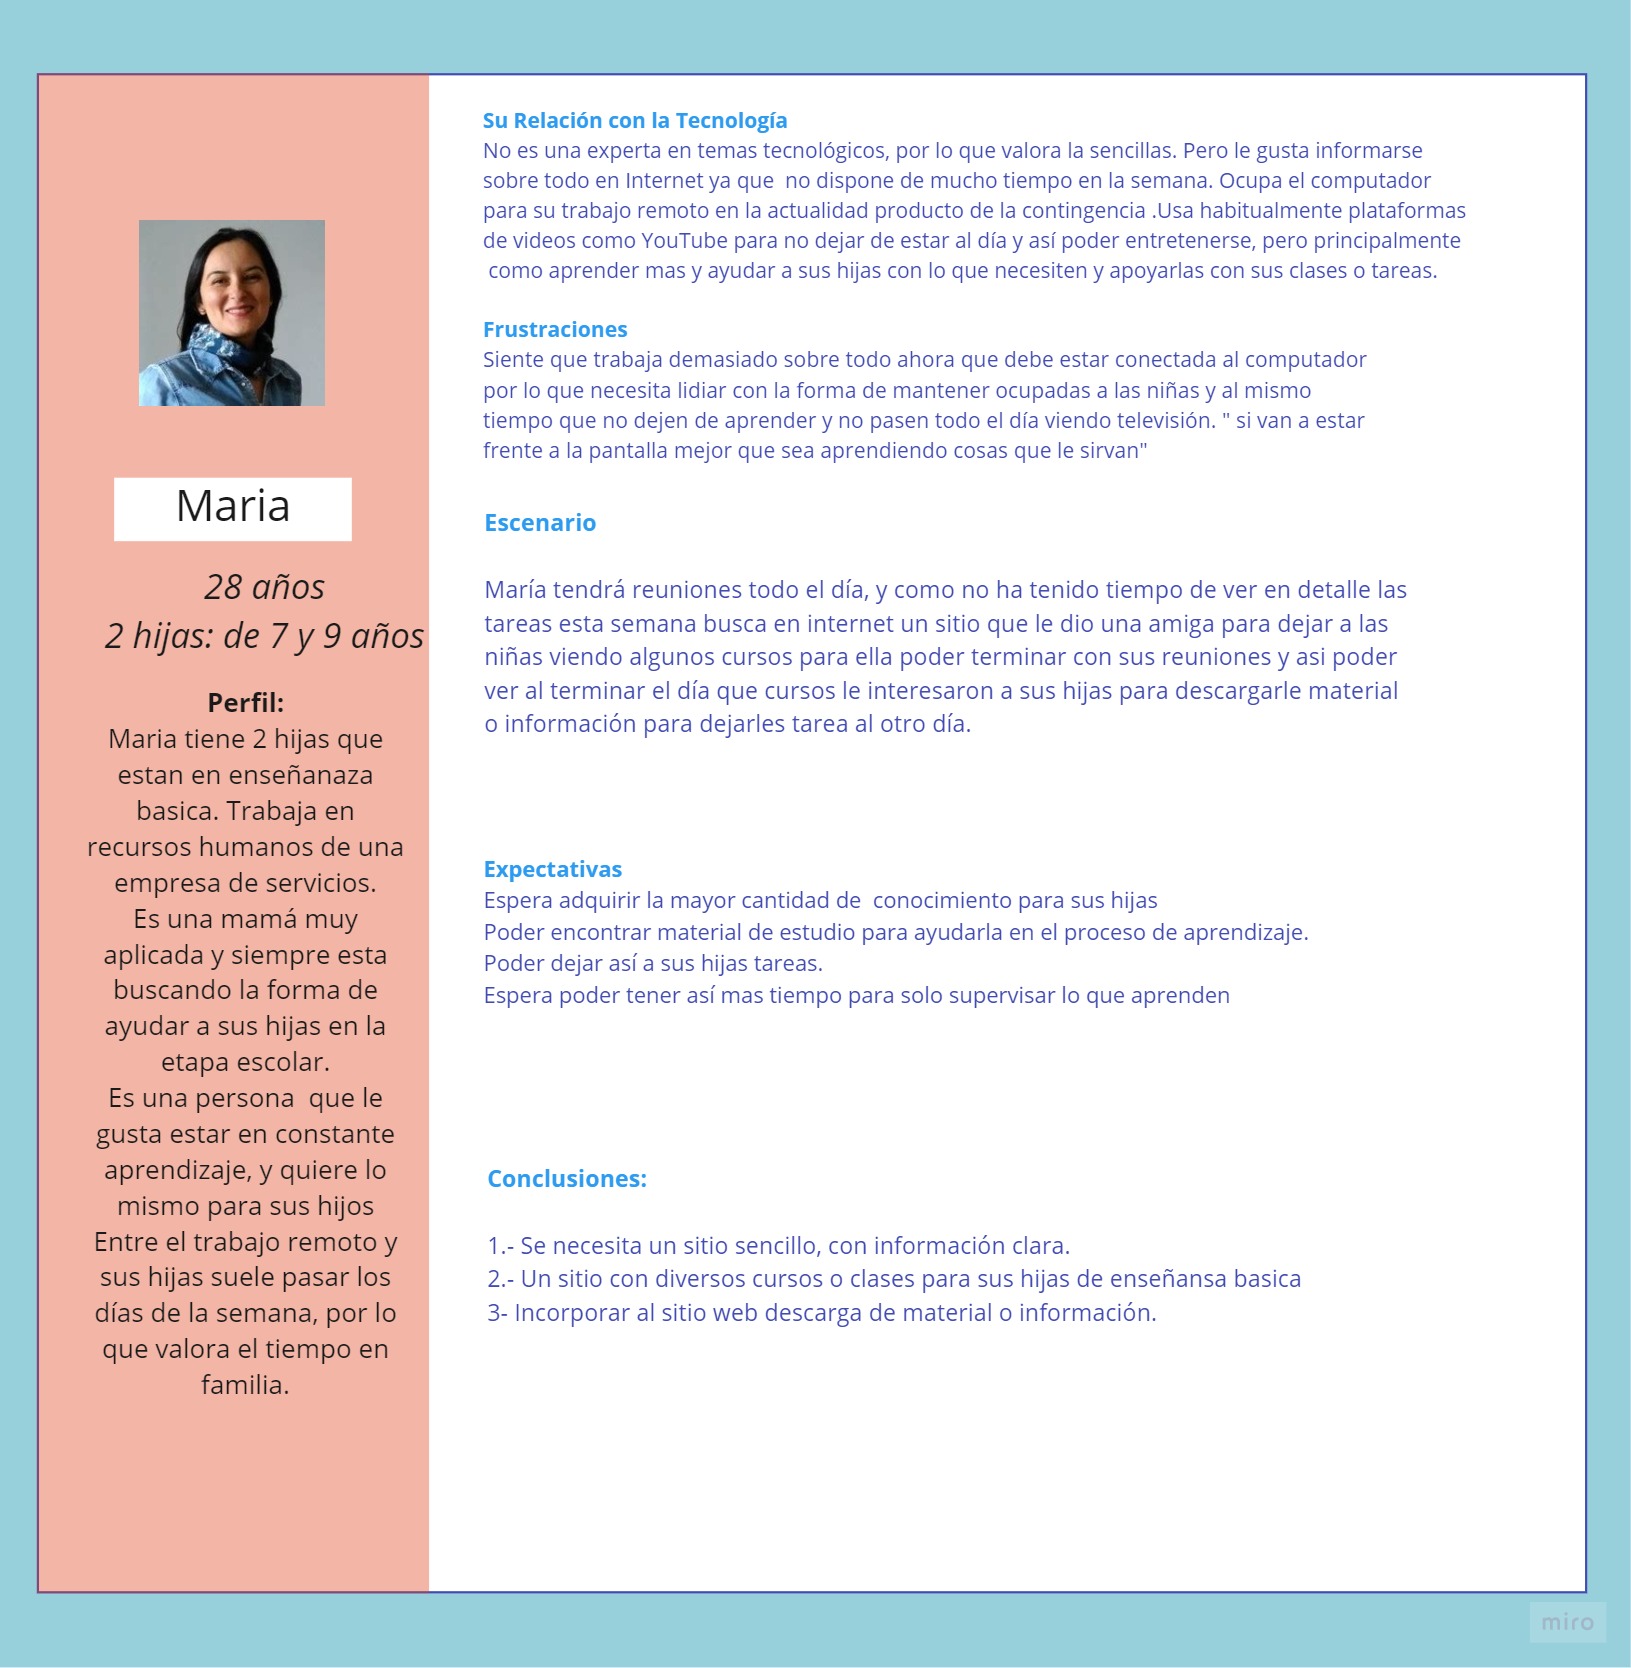 Maria
28 años
2 hijas: de 7 y 9 años
Perfil:
Maria tiene 2 hijas que
estan en enseñanaza
basica. Trabaja en
recursos humanos de una
empresa de servicios.
Es una mamá muy
aplicada y siempre esta
buscando la forma de
ayudar a sus hijas en la
etapa escolar.
Es una persona  que le
gusta estar en constante
aprendizaje, y quiere lo
mismo para sus hijos
Entre el trabajo remoto y
sus hijas suele pasar los
días de la semana, por lo
que valora el tiempo en
familia.
Su Relación con la Tecnología
No es una experta en temas tecnológicos, por lo que valora la sencillas. Pero le gusta informarse
sobre todo en Internet ya que  no dispone de mucho tiempo en la semana. Ocupa el computador
para su trabajo remoto en la actualidad producto de la contingencia .Usa habitualmente plataformas
de videos como YouTube para no dejar de estar al día y así poder entretenerse, pero principalmente
como aprender mas y ayudar a sus hijas con lo que necesiten y apoyarlas con sus clases o tareas.
Frustraciones
Siente que trabaja demasiado sobre todo ahora que debe estar conectada al computador
por lo que necesita lidiar con la forma de mantener ocupadas a las niñas y al mismo
tiempo que no dejen de aprender y no pasen todo el día viendo televisión. " si van a estar
frente a la pantalla mejor que sea aprendiendo cosas que le sirvan"
Escenario
María tendrá reuniones todo el día, y como no ha tenido tiempo de ver en detalle las
tareas esta semana busca en internet un sitio que le dio una amiga para dejar a las
niñas viendo algunos cursos para ella poder terminar con sus reuniones y asi poder
ver al terminar el día que cursos le interesaron a sus hijas para descargarle material
o información para dejarles tarea al otro día.
Expectativas
Espera adquirir la mayor cantidad de  conocimiento para sus hijas
Poder encontrar material de estudio para ayudarla en el proceso de aprendizaje.
Poder dejar así a sus hijas tareas.
Espera poder tener así mas tiempo para solo supervisar lo que aprenden
Conclusiones:
1.- Se necesita un sitio sencillo, con información clara.
2.- Un sitio con diversos cursos o clases para sus hijas de enseñansa basica
3- Incorporar al sitio web descarga de material o información.
miro